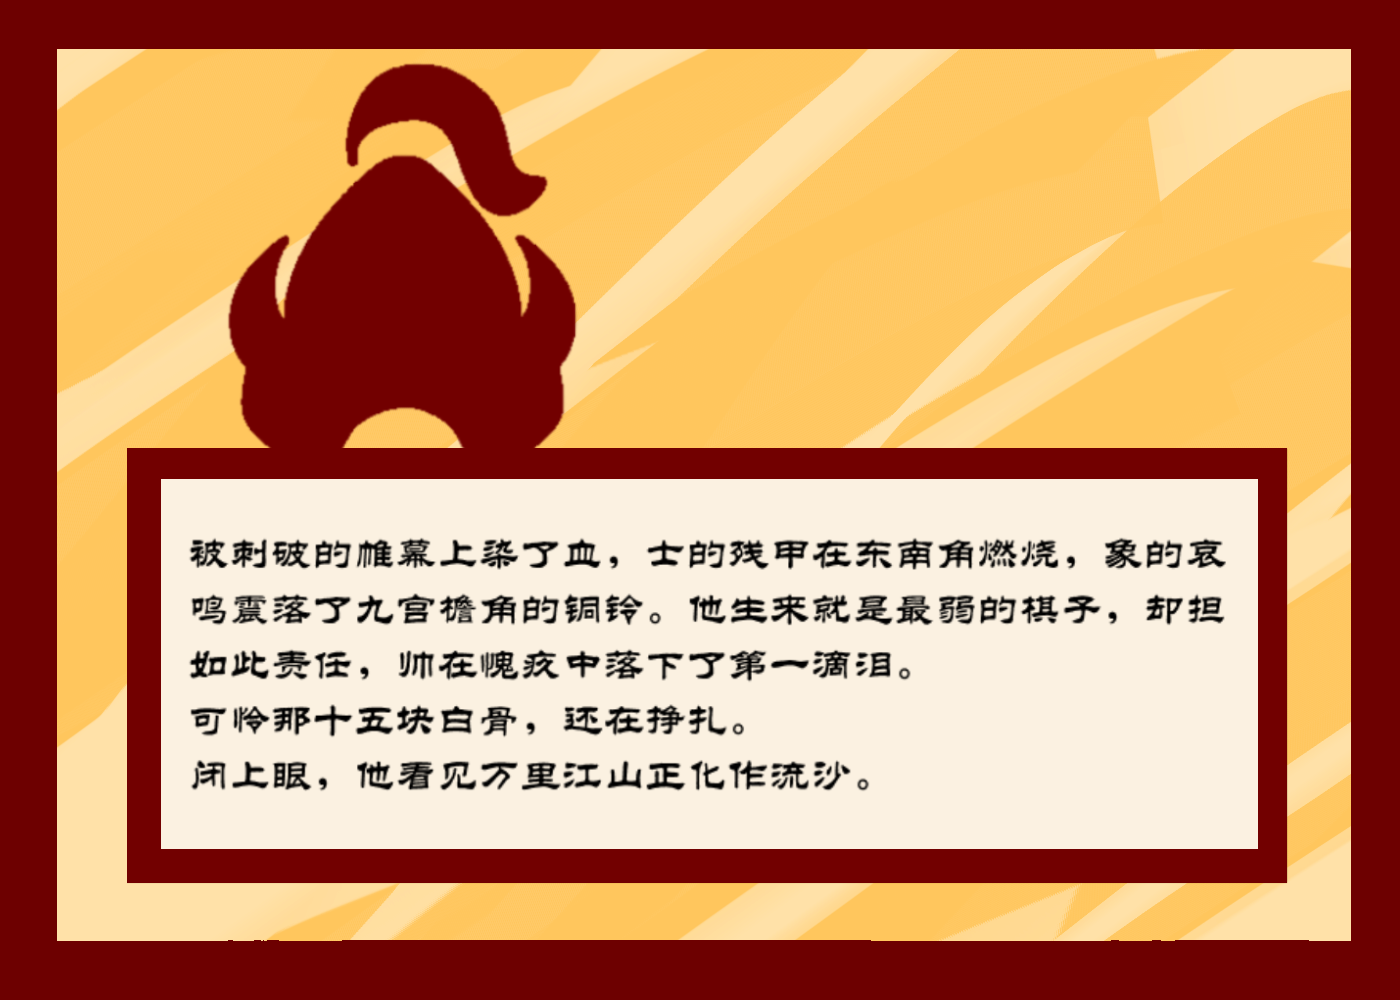 被刺破的帷幕上染了血，士的残甲在东南角燃烧，象的哀
鸣震落了九宫檐角的铜铃。他生来就是最弱的棋子，却担
如此责任，帅在愧疚中落下了第一滴泪。
可怜那十五块白骨，还在挣扎。
闭上眼，他看见万里江山正化作流沙。